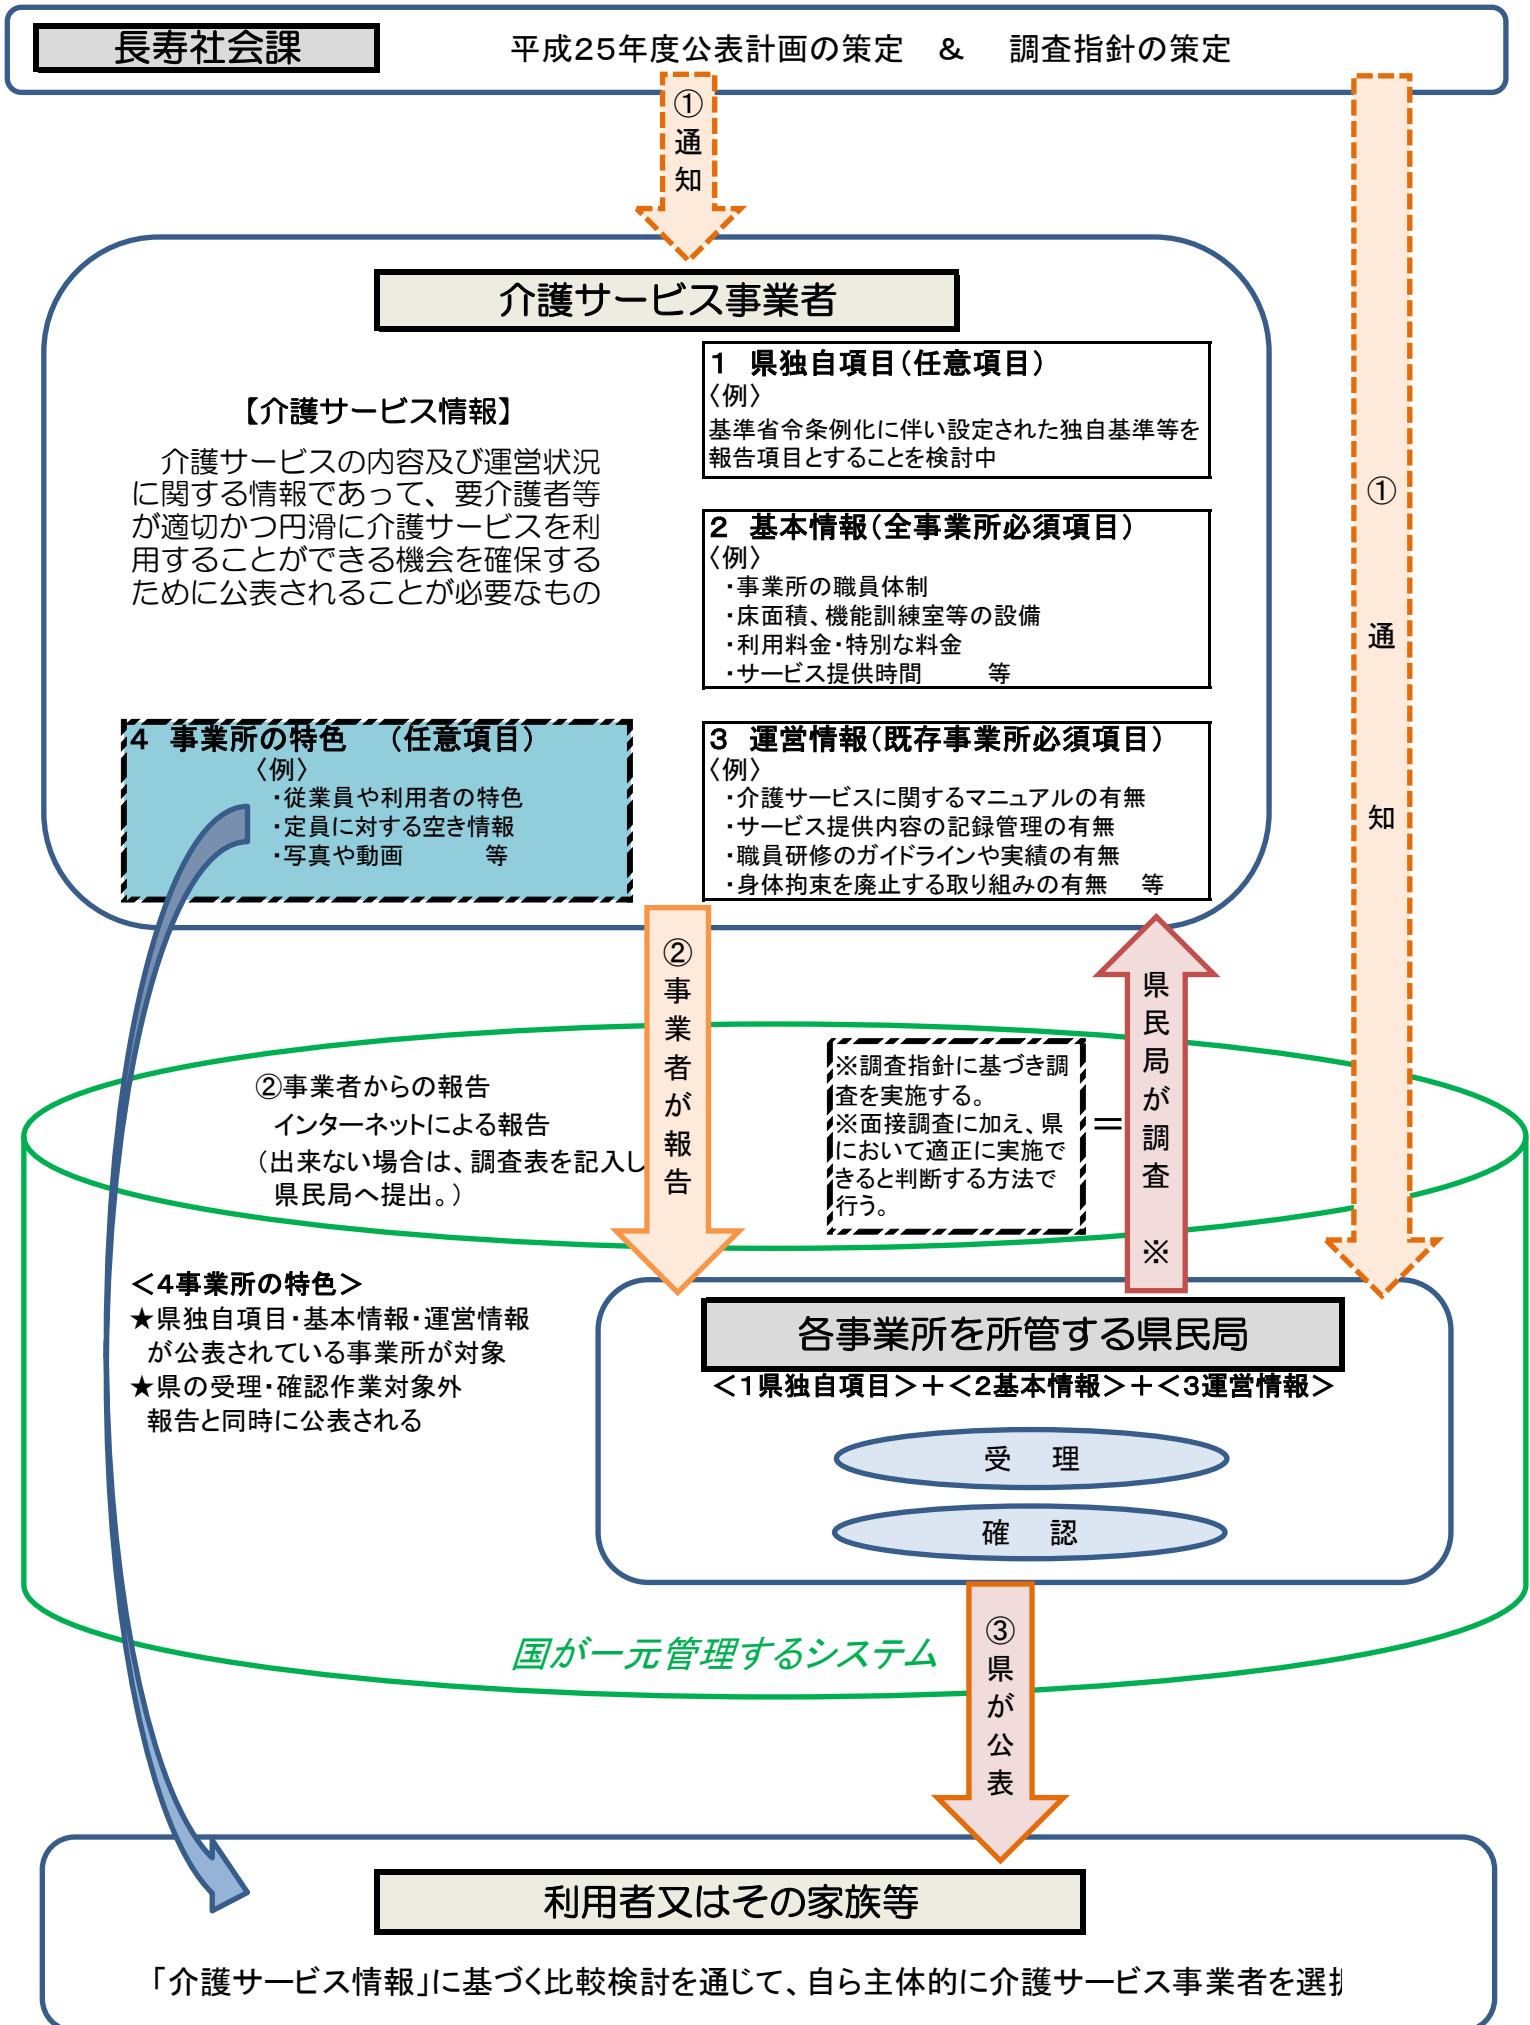 長寿社会課
平成25年度公表計画の策定　＆　調査指針の策定
①通知
①通知
介護サービス事業者
【介護サービス情報】
介護サービスの内容及び運営状況
に関する情報であって、要介護者等
が適切かつ円滑に介護サービスを利
用することができる機会を確保する
ために公表されることが必要なもの
1　県独自項目（任意項目）
〈例〉
基準省令条例化に伴い設定された独自基準等を
報告項目とすることを検討中
2　基本情報（全事業所必須項目）
〈例〉
・事業所の職員体制
・床面積、機能訓練室等の設備
・利用料金・特別な料金
・サービス提供時間　　　等
4　事業所の特色　（任意項目）
〈例〉
・従業員や利用者の特色
・定員に対する空き情報
・写真や動画　　　等
3　運営情報（既存事業所必須項目）
〈例〉
・介護サービスに関するマニュアルの有無
・サービス提供内容の記録管理の有無
・職員研修のガイドラインや実績の有無
・身体拘束を廃止する取り組みの有無　等
②事業者が報告
県民局が調査　※
②事業者からの報告
インターネットによる報告
（出来ない場合は、調査表を記入し
県民局へ提出。）
※調査指針に基づき調
査を実施する。
※面接調査に加え、県
において適正に実施で
きると判断する方法で
行う。
＝
＜4事業所の特色＞
★県独自項目・基本情報・運営情報
が公表されている事業所が対象
★県の受理・確認作業対象外
報告と同時に公表される
各事業所を所管する県民局
＜1県独自項目＞＋＜2基本情報＞＋＜3運営情報＞
受　理
確　認
国が一元管理するシステム
③県が公表
利用者又はその家族等
「介護サービス情報」に基づく比較検討を通じて、自ら主体的に介護サービス事業者を選